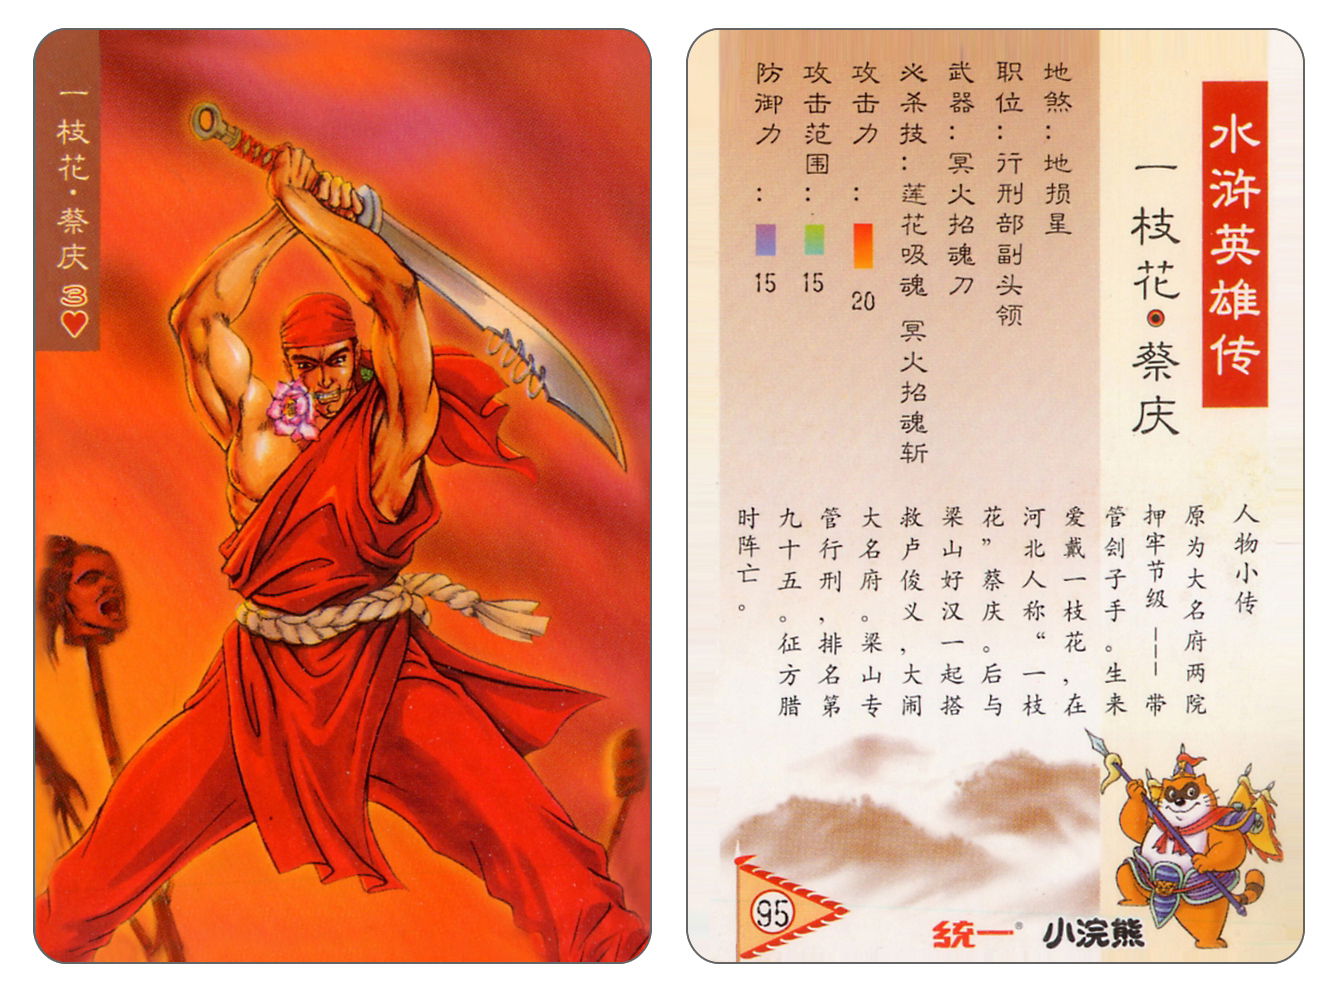 一枝花·蔡庆
3
水浒英雄传
一枝花·蔡庆
地煞：地损星
职位：行刑部副头领
武器：冥火招魂刀
必杀技：莲花吸魂 冥火招魂斩
攻击力：20
攻击范围：15
防御力：15
人物小传
原为大名府两院
押牢节级———带
管刽子手。生来
爱戴一枝花，在
河北人称“一枝
花”蔡庆。后与
梁山好汉一起搭
救卢俊义，大闹
大名府。梁山专
管行刑，排名第
九十五。征方腊
时阵亡。
95
统一® 小浣熊